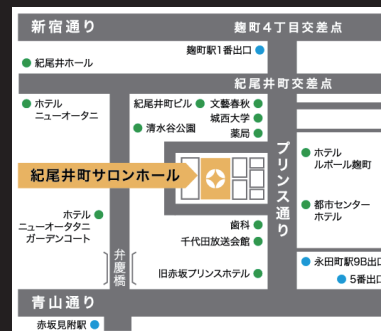 新宿通り
麹町4丁目交差点
麹町駅1番出口
紀尾井ホール
紀尾井町交差点
ホテル
ニューオータニ
紀尾井町ビル
文藝春秋
城西大学
清水谷公園
薬局
プリンス通り
ホテル
ルポール麹町
紀尾井町サロンホール
ホテル
ニューオータタニ
ガーデンコート
都市センター
ホテル
歯科
千代田放送会館
弁慶橋
旧赤坂プリンスホテル
永田町駅9B出口
5番出口
青山通り
赤坂見附駅